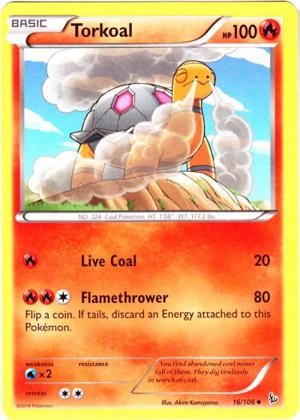 BASIC
Torkoal
HP 100
NO. 324 Coal Pokémon HT. 1'08" WT. 177.2 lbs.
Live Coal 20
Flamethrower 80
Flip a coin. If tails, discard an Energy attached to this
Pokémon.
weakness resistance
×2
retreat
You find abandoned coal mines
full of them. They dig tirelessly
in search of coal.
Illus. Akira Komayama
16/106
©2014 Pokémon